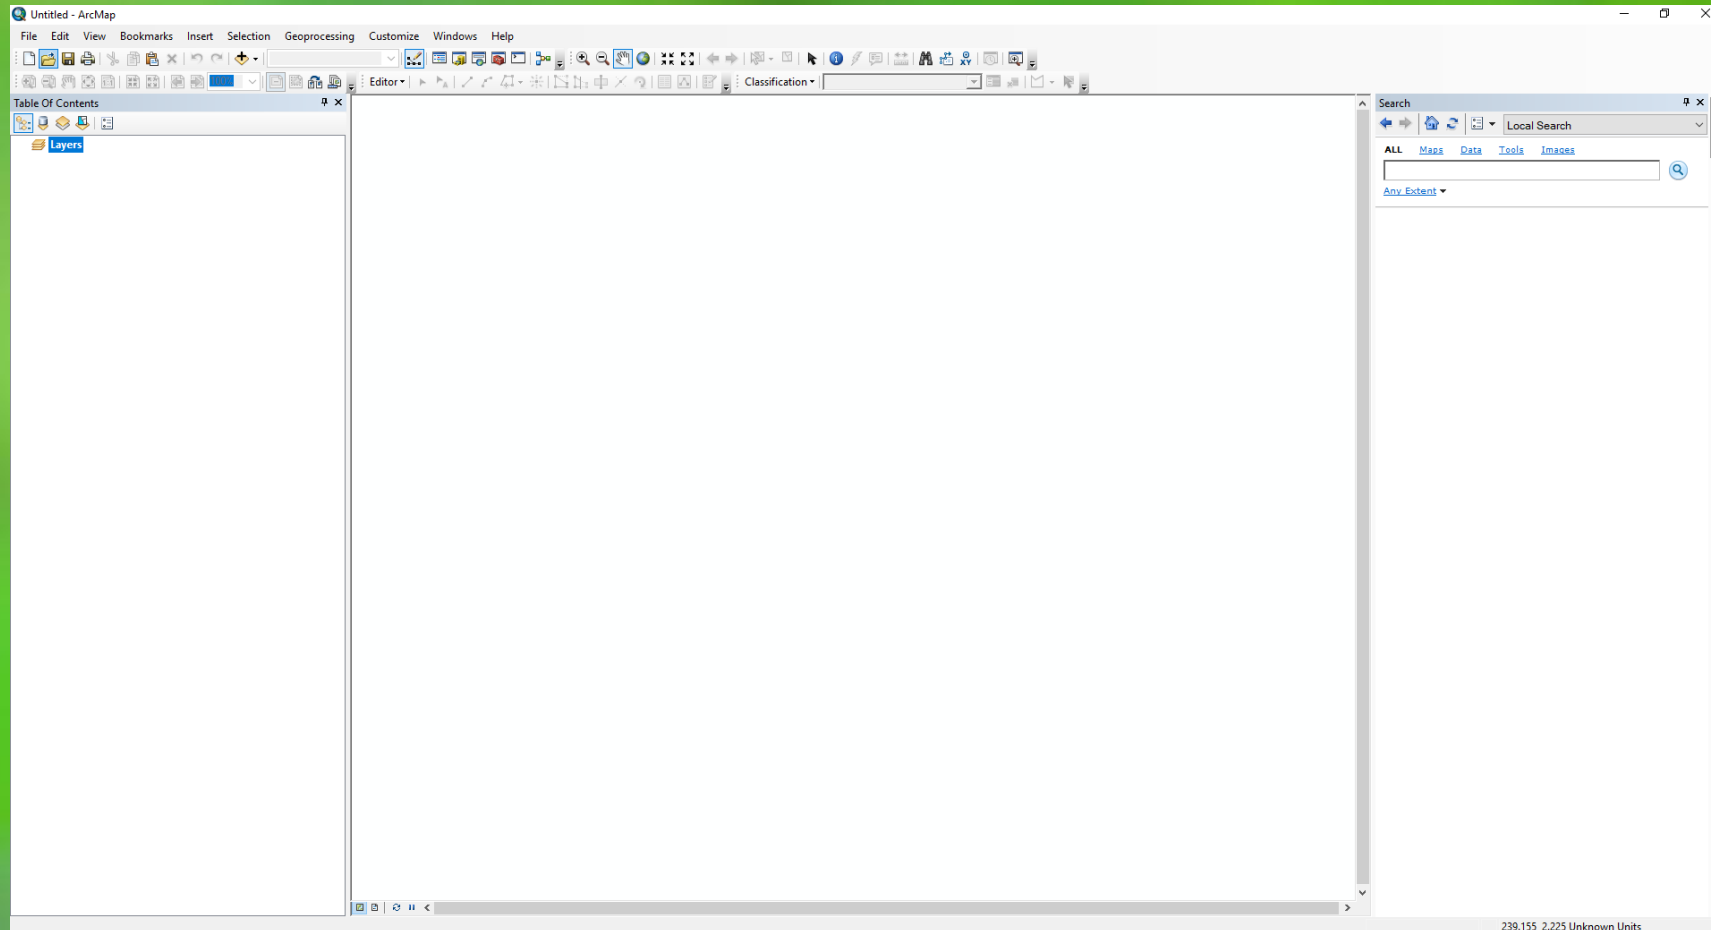 Untitled - ArcMap
File Edit View Bookmarks Insert Selection Geoprocessing Customize Windows Help
Editor Classification
Table Of Contents
Layers
Search
Local Search
ALL Maps Data Tools Images
Any Extent
239.155 2.225 Unknown Units